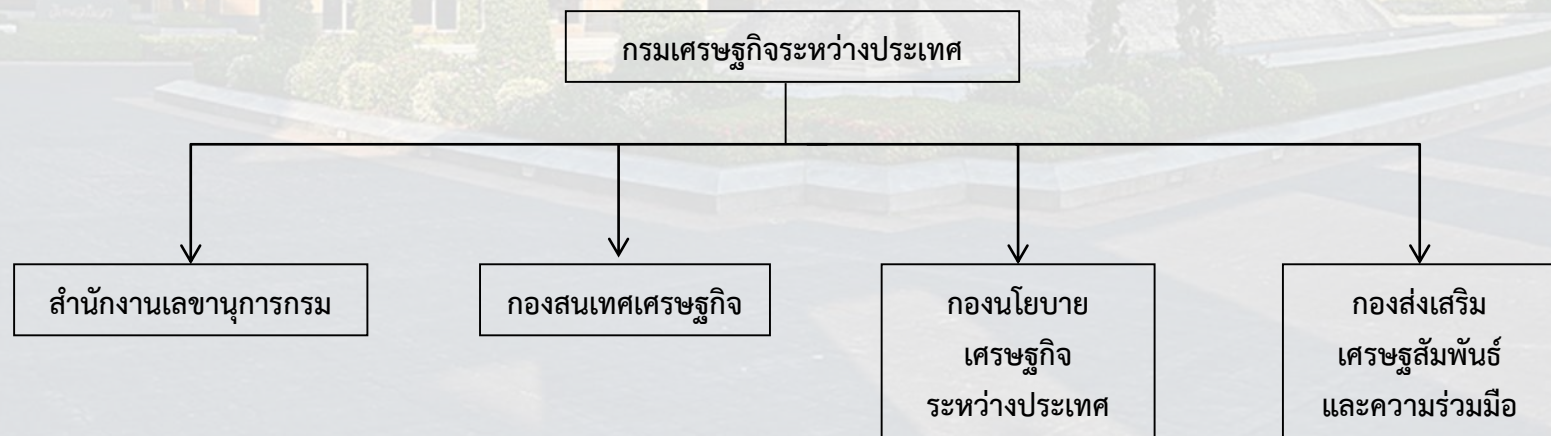 กรมเศรษฐกิจระหว่างประเทศ
สำนักงานเลขานุการกรม
กองสนเทศเศรษฐกิจ
กองนโยบาย
เศรษฐกิจ
ระหว่างประเทศ
กองส่งเสริม
เศรษฐสัมพันธ์
และความร่วมมือ